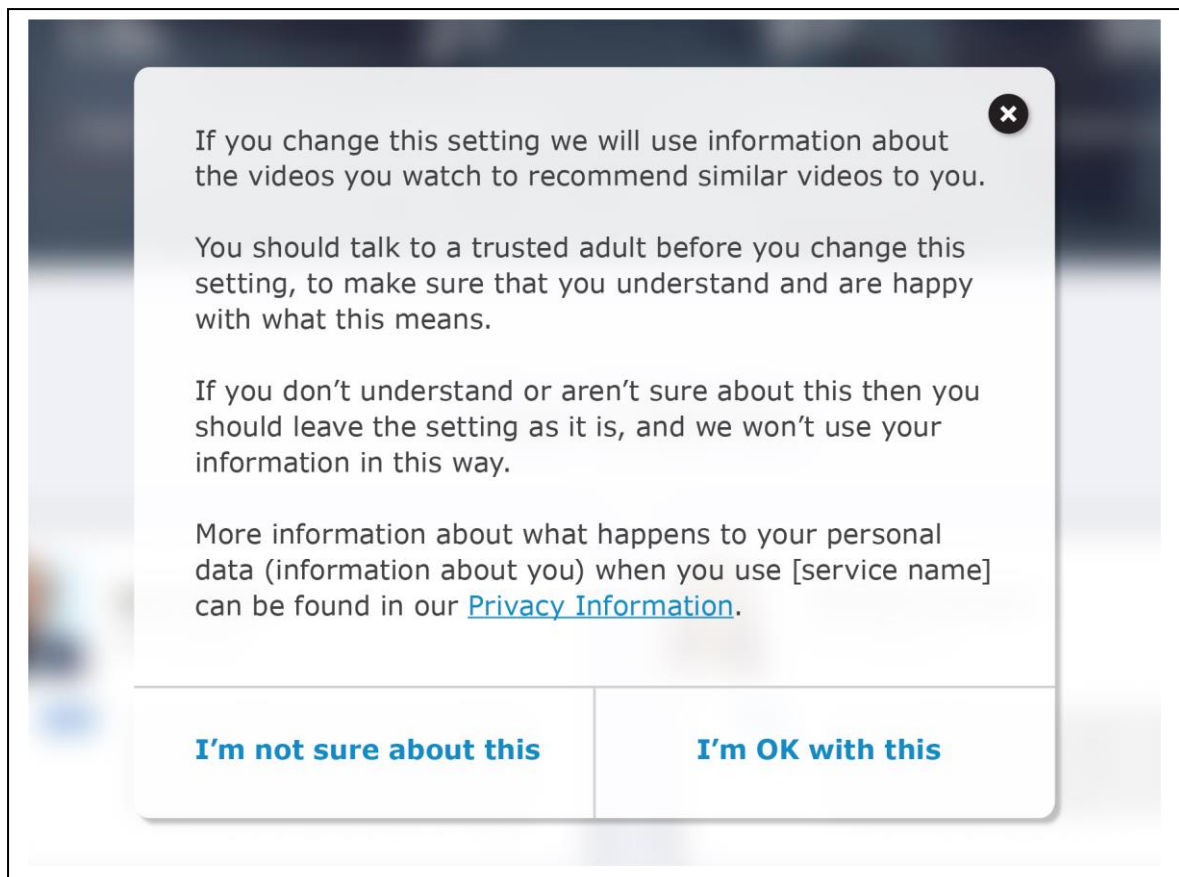 If you change this setting we will use information about
the videos you watch to recommend similar videos to you.
You should talk to a trusted adult before you change this
setting, to make sure that you understand and are happy
with what this means.
If you don’t understand or aren’t sure about this then you
should leave the setting as it is, and we won’t use your
information in this way.
More information about what happens to your personal
data (information about you) when you use [service name]
can be found in our Privacy Information.
I’m not sure about this
I’m OK with this